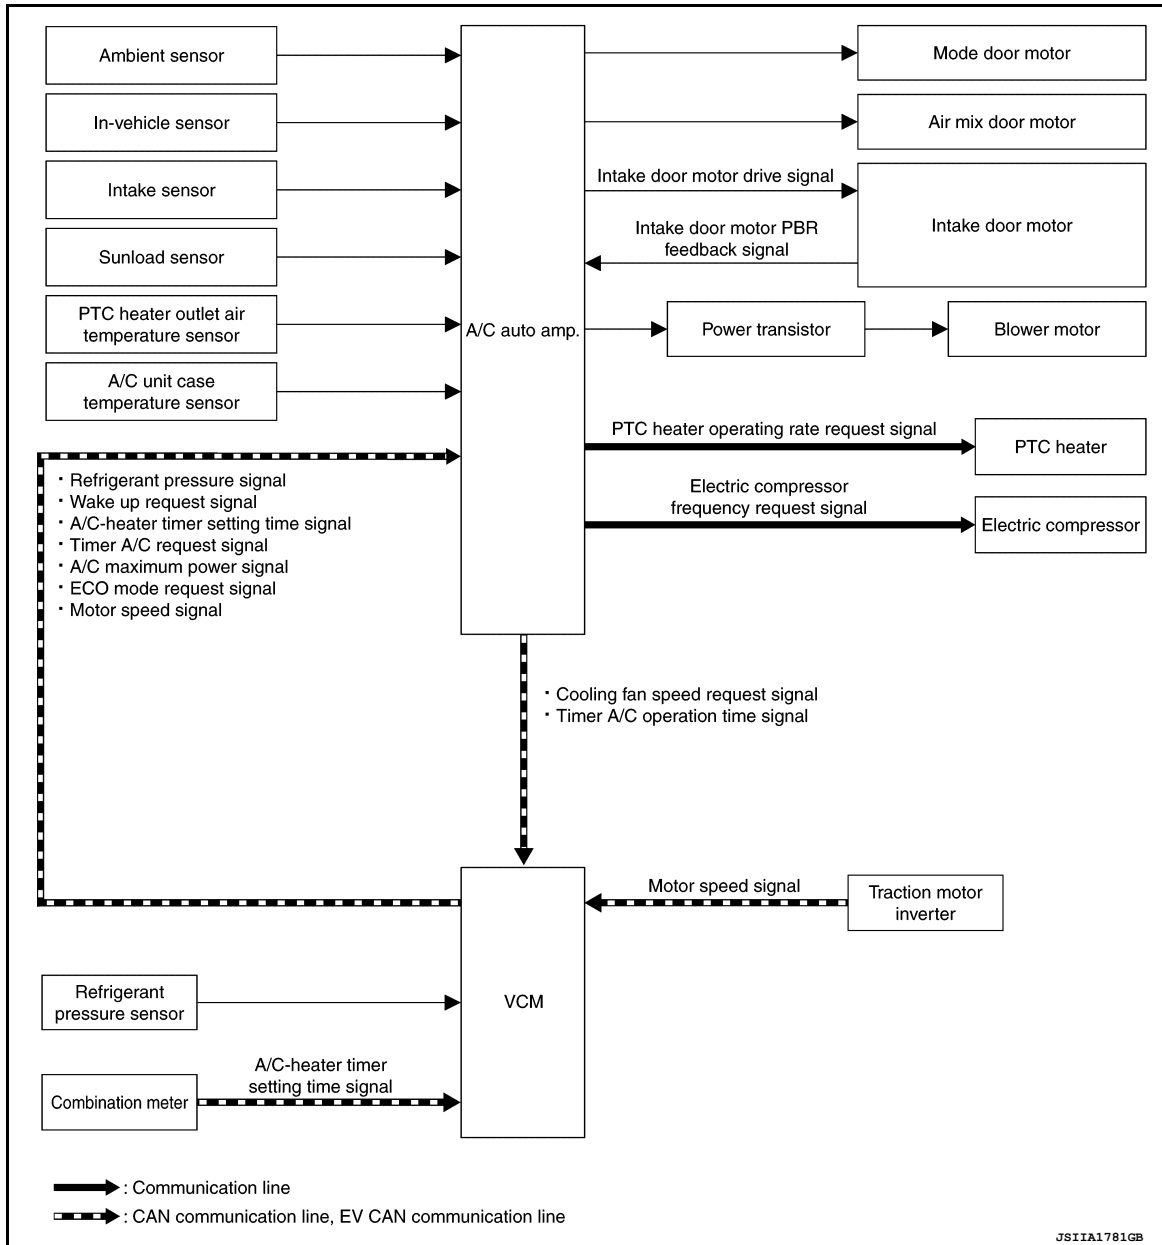 Ambient sensor
In-vehicle sensor
Intake sensor
Sunload sensor
PTC heater outlet air
temperature sensor
A/C unit case
temperature sensor
A/C auto amp.
Mode door motor
Air mix door motor
Intake door motor drive signal
Intake door motor PBR
feedback signal
Intake door motor
Power transistor
Blower motor
PTC heater operating rate request signal
PTC heater
Electric compressor
frequency request signal
Electric compressor
· Refrigerant pressure signal
· Wake up request signal
· A/C-heater timer setting time signal
· Timer A/C request signal
· A/C maximum power signal
· ECO mode request signal
· Motor speed signal
· Cooling fan speed request signal
· Timer A/C operation time signal
Motor speed signal
Traction motor
inverter
VCM
Refrigerant
pressure sensor
A/C-heater timer
setting time signal
Combination meter
: Communication line
: CAN communication line, EV CAN communication line
JSIIA1781GB